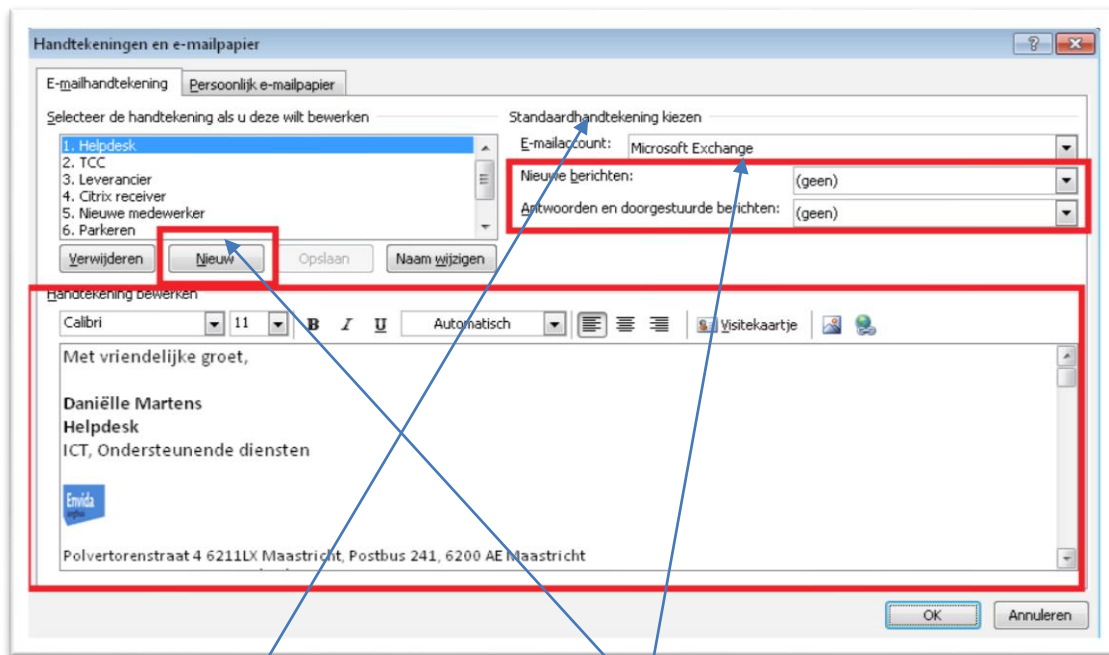 Handtekeningen en e-mailpapier
E-mailhandtekening Persoonlijk e-mailpapier
Selecteer de handtekening als u deze wilt bewerken
1. Helpdesk
2. TCC
3. Leverancier
4. Citrix receiver
5. Nieuwe medewerker
6. Parkeren
Verwijderen Nieuw Opslaan Naam wijzigen
Standaardhandtekening kiezen
E-mailaccount: Microsoft Exchange
Nieuwe berichten: (geen)
Antwoorden en doorgestuurde berichten: (geen)
Handtekening bewerken
Calibri 11 B I U Automatisch Visitekaartje
Met vriendelijke groet,
Daniëlle Martens
Helpdesk
ICT, Ondersteunende diensten
Envida
Polvertorenstraat 4 6211LX Maastricht, Postbus 241, 6200 AE Maastricht
OK Annuleren